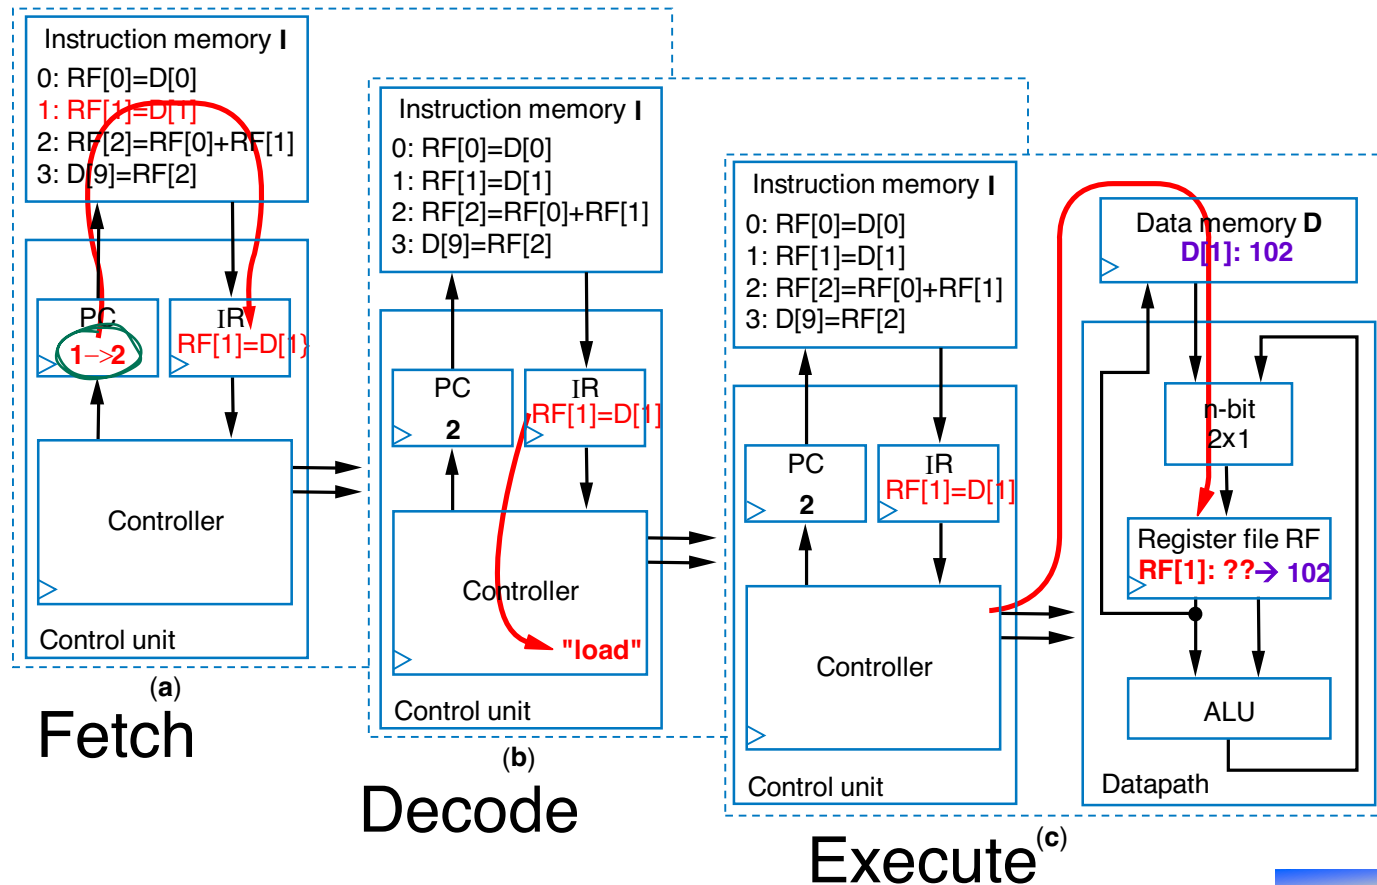 Instruction memory I
0: RF[0]=D[0]
1: RF[1]=D[1]
2: RF[2]=RF[0]+RF[1]
3: D[9]=RF[2]
PC
1->2
IR
RF[1]=D[1}
Controller
Control unit
(a)
Fetch
Instruction memory I
0: RF[0]=D[0]
1: RF[1]=D[1]
2: RF[2]=RF[0]+RF[1]
3: D[9]=RF[2]
PC
2
IR
RF[1]=D[1]
Controller
"load"
Control unit
(b)
Decode
Instruction memory I
0: RF[0]=D[0]
1: RF[1]=D[1]
2: RF[2]=RF[0]+RF[1]
3: D[9]=RF[2]
PC
2
IR
RF[1]=D[1]
Controller
Control unit
Data memory D
D[1]: 102
n-bit
2x1
Register file RF
RF[1]: ??→ 102
ALU
Datapath
(c)
Execute